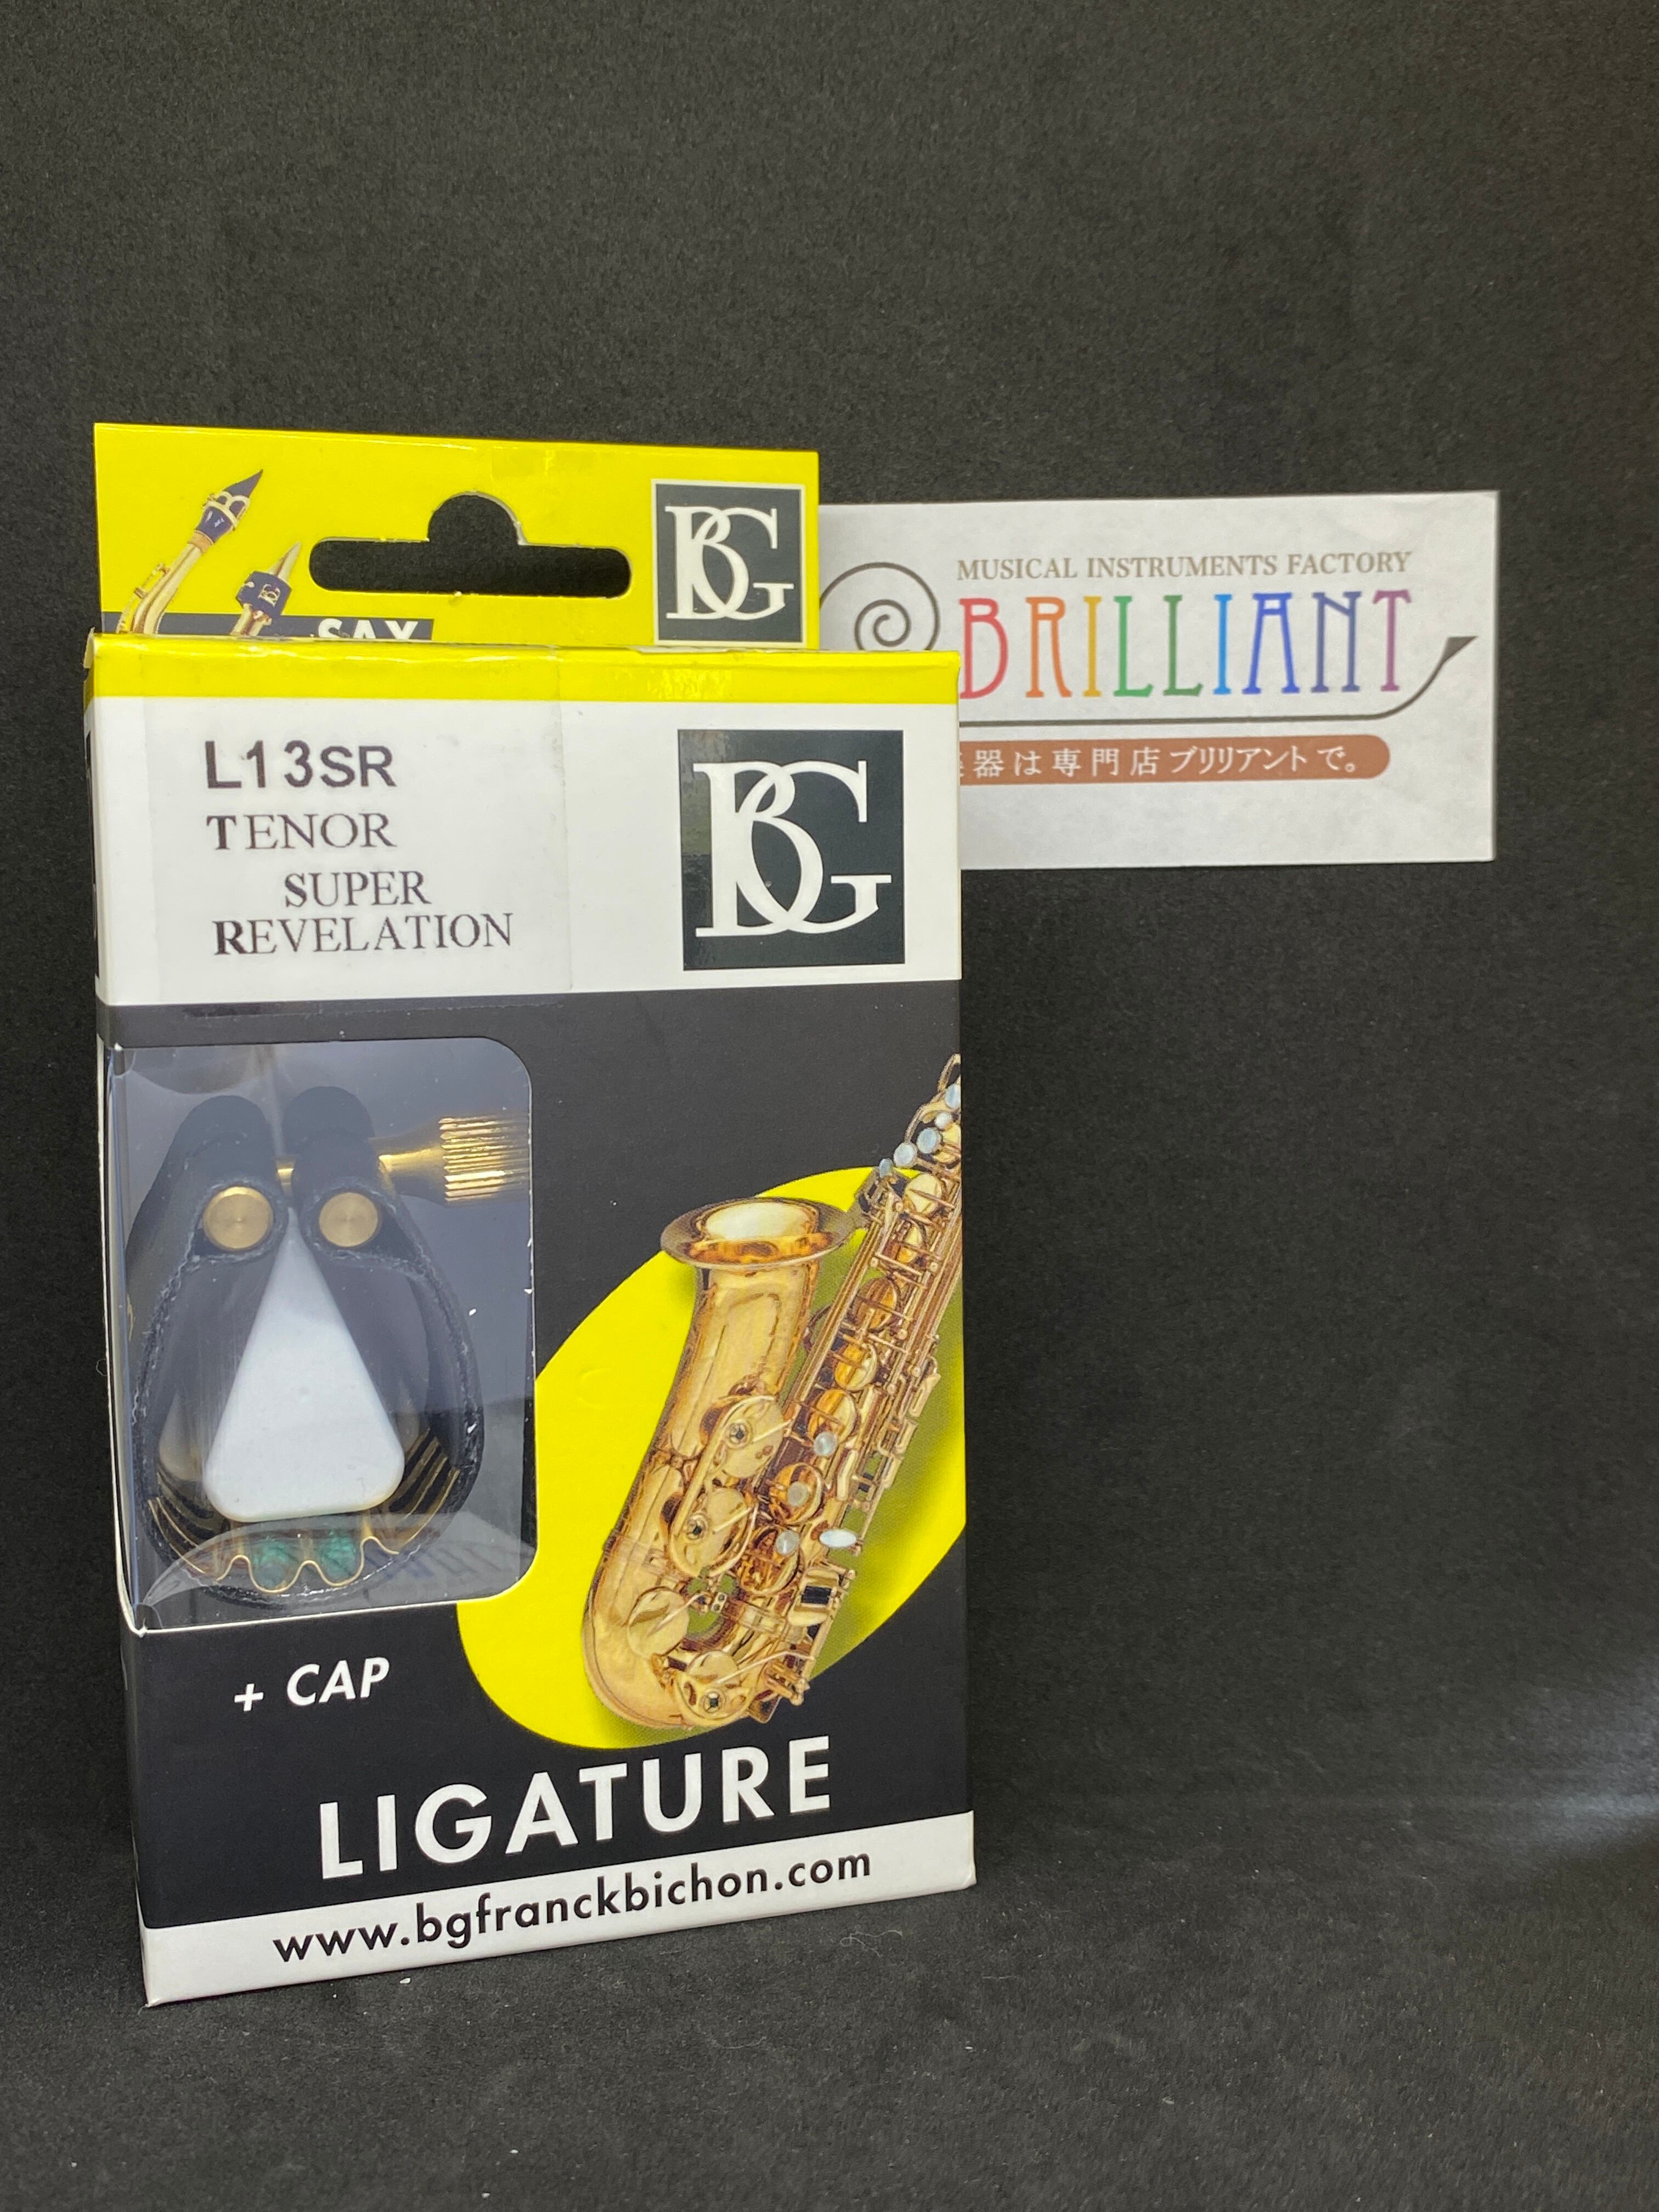 BG
SAX
MUSICAL INSTRUMENTS FACTORY
BRILLIANT
器は専門店ブリリアントで。
L13SR
TENOR
SUPER
REVELATION
BG
+ CAP
LIGATURE
www.bgfranckbichon.com